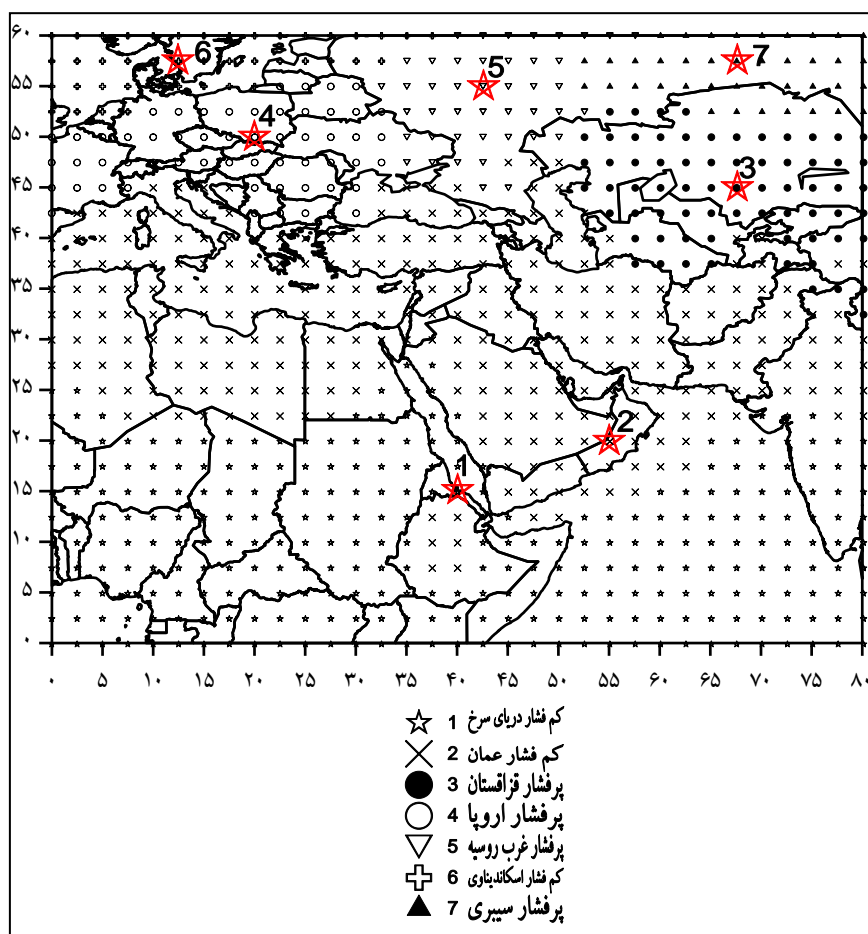 ۶۰
6
7
۵۵
5
4
۵۰
3
۴۵
۴۰
۳۵
۳۰
۲۵
2
۲۰
1
۱۵
۱۰
۵
۰
۰ ۵ ۱۰ ۱۵ ۲۰ ۲۵ ۳۰ ۳۵ ۴۰ ۴۵ ۵۰ ۵۵ ۶۰ ۶۵ ۷۰ ۷۵ ۸۰
1 کم فشار دریای سرخ
2 کم فشار عمان
3 پرفشار قزاقستان
4 پرفشار اروپا
5 پرفشار غرب روسیه
6 کم فشار اسکاندیناوی
7 پرفشار سیبری